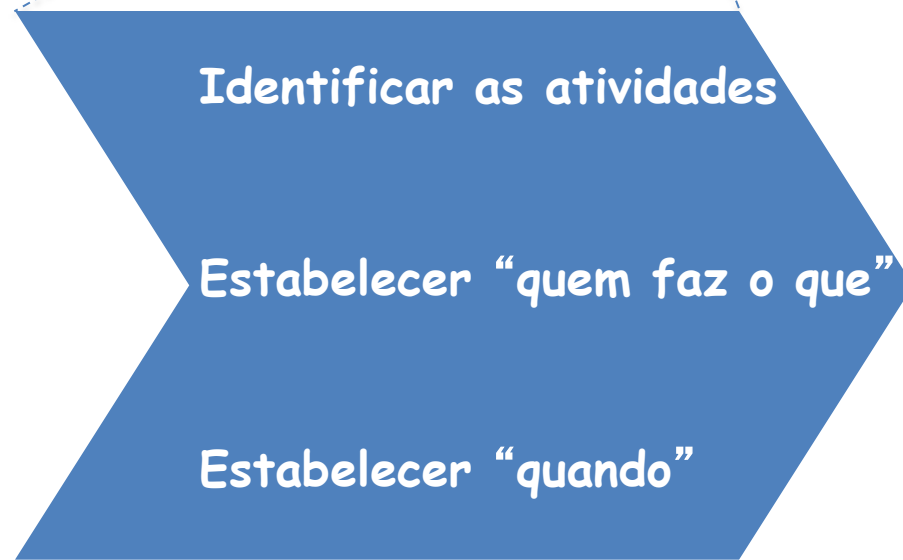 Identificar as atividades
Estabelecer “quem faz o que”
Estabelecer “quando”